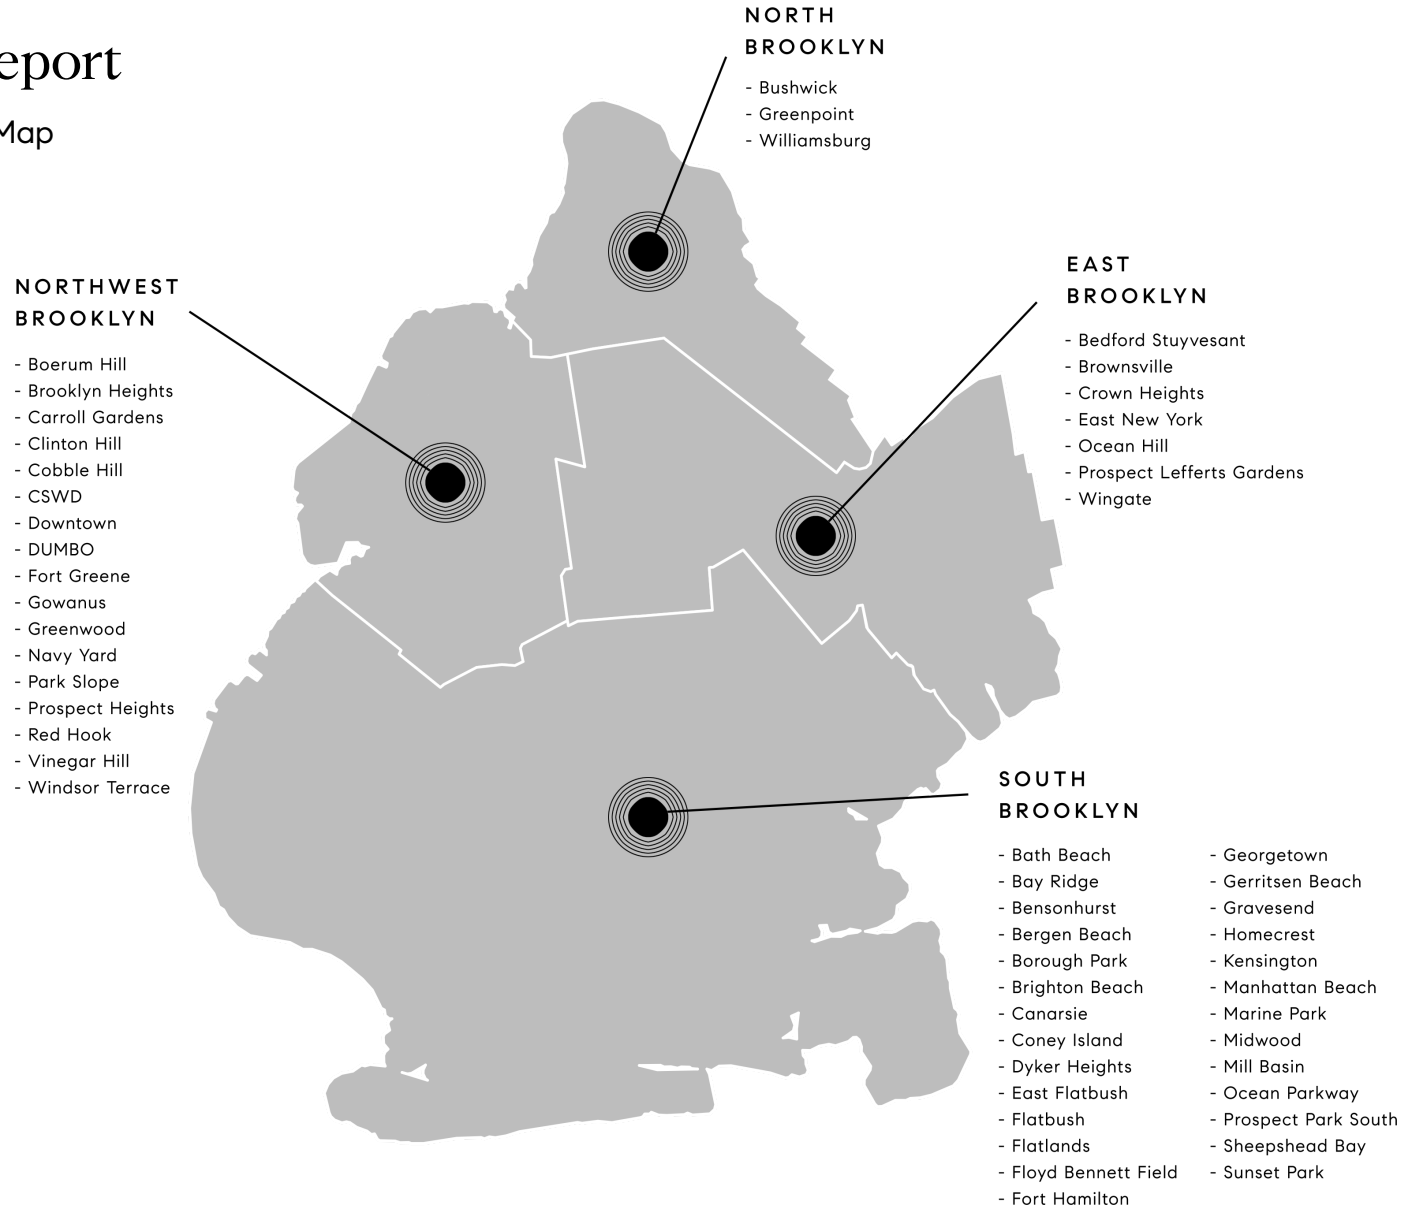 eport
Map
NORTH
BROOKLYN
- Bushwick
- Greenpoint
- Williamsburg
NORTHWEST
BROOKLYN
- Boerum Hill
- Brooklyn Heights
- Carroll Gardens
- Clinton Hill
- Cobble Hill
- CSWD
- Downtown
- DUMBO
- Fort Greene
- Gowanus
- Greenwood
- Navy Yard
- Park Slope
- Prospect Heights
- Red Hook
- Vinegar Hill
- Windsor Terrace
EAST
BROOKLYN
- Bedford Stuyvesant
- Brownsville
- Crown Heights
- East New York
- Ocean Hill
- Prospect Lefferts Gardens
- Wingate
SOUTH
BROOKLYN
- Bath Beach
- Bay Ridge
- Bensonhurst
- Bergen Beach
- Borough Park
- Brighton Beach
- Canarsie
- Coney Island
- Dyker Heights
- East Flatbush
- Flatbush
- Flatlands
- Floyd Bennett Field
- Fort Hamilton
- Georgetown
- Gerritsen Beach
- Gravesend
- Homecrest
- Kensington
- Manhattan Beach
- Marine Park
- Midwood
- Mill Basin
- Ocean Parkway
- Prospect Park South
- Sheepshead Bay
- Sunset Park